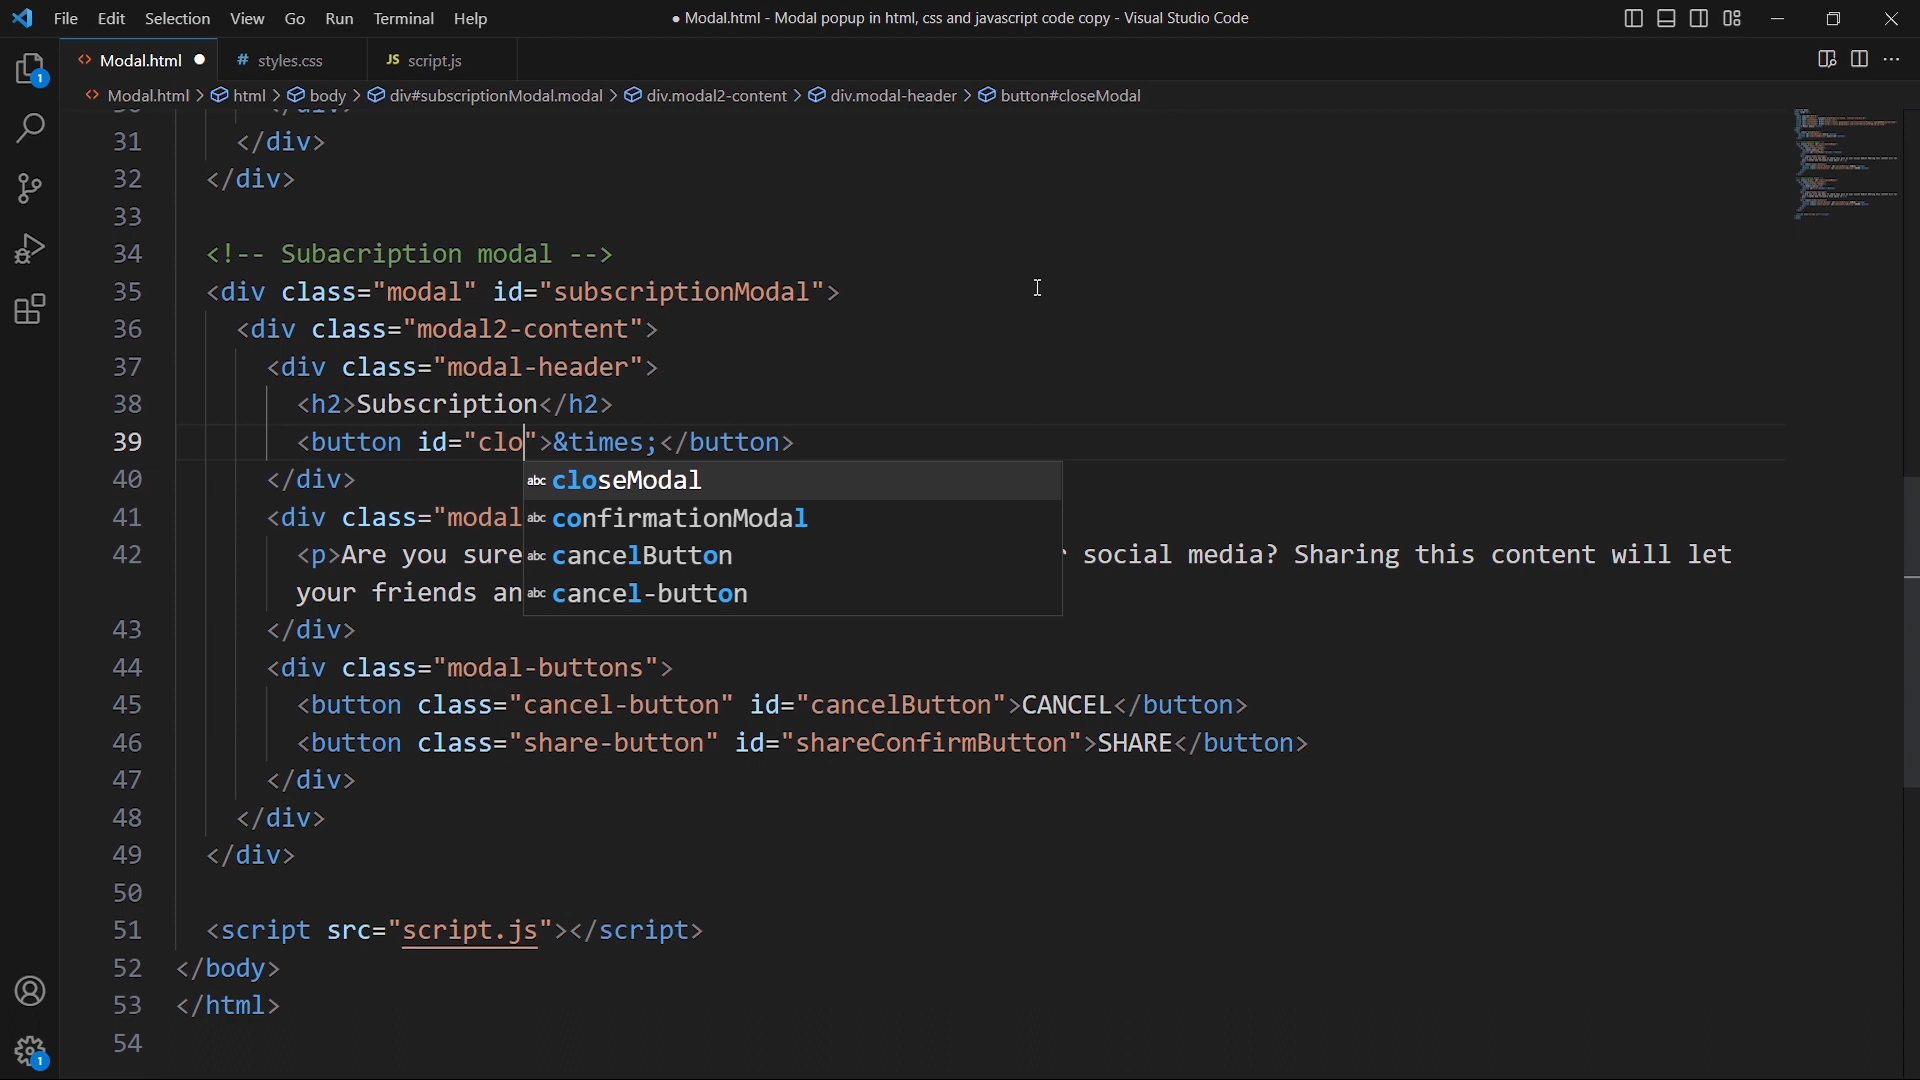 File Edit Selection View Go Run Terminal Help
● Modal.html - Modal popup in html, css and javascript code copy - Visual Studio Code
1
<> Modal.html ●
# styles.css
JS script.js
<> Modal.html > html > body > div#subscriptionModal.modal > div.modal2-content > div.modal-header > button#closeModal
31 </div>
32 </div>
33
34 <!-- Subacription modal -->
35 <div class="modal" id="subscriptionModal">
36 <div class="modal2-content">
37 <div class="modal-header">
38 <h2>Subscription</h2>
39 <button id="clo">&times;</button>
40 </div>
abc closeModal
41 <div class="modal
abc confirmationModal
42 <p>Are you sure
social media? Sharing this content will let
abc cancelButton
your friends an
abc cancel-button
43 </div>
44 <div class="modal-buttons">
45 <button class="cancel-button" id="cancelButton">CANCEL</button>
46 <button class="share-button" id="shareConfirmButton">SHARE</button>
47 </div>
48 </div>
49 </div>
50
51 <script src="script.js"></script>
52 </body>
53 </html>
54
1